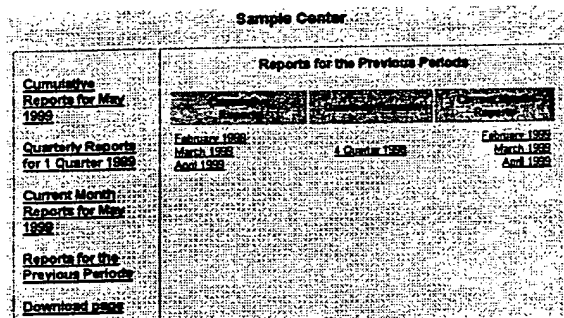 Sample Center
Cumulative
Reports for May
1999
Quarterly Reports
for 1 Quarter 1999
Current Month
Reports for May
1999
Reports for the
Previous Periods
Download page
Reports for the Previous Periods
Reports
Reports
February 1999
March 1999
April 1999
4 Quarter 1998
February 1999
March 1999
April 1999